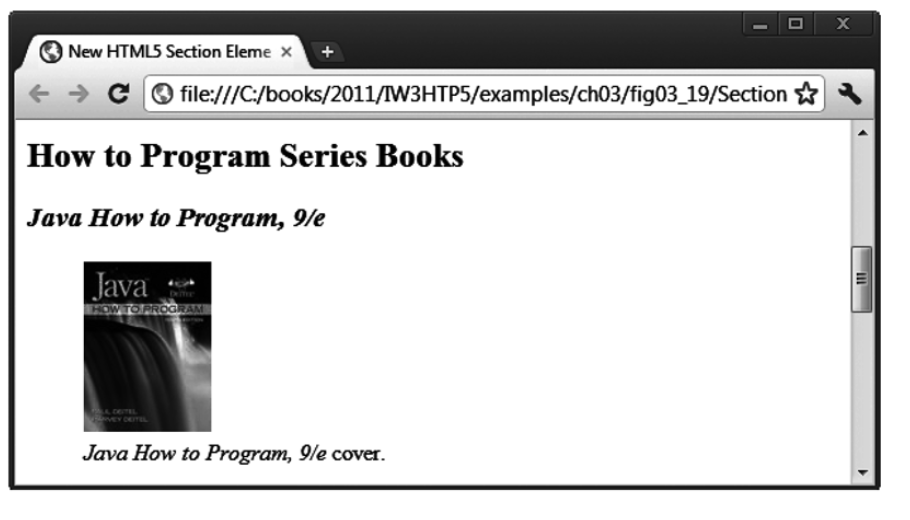 New HTML5 Section Eleme
file:///C:/books/2011/IW3HTP5/examples/ch03/fig03_19/Section
How to Program Series Books
Java How to Program, 9/e
Java
DEITEL
HOW TO PROGRAM
PAUL DEITEL
HARVEY DEITEL
Java How to Program, 9/e cover.